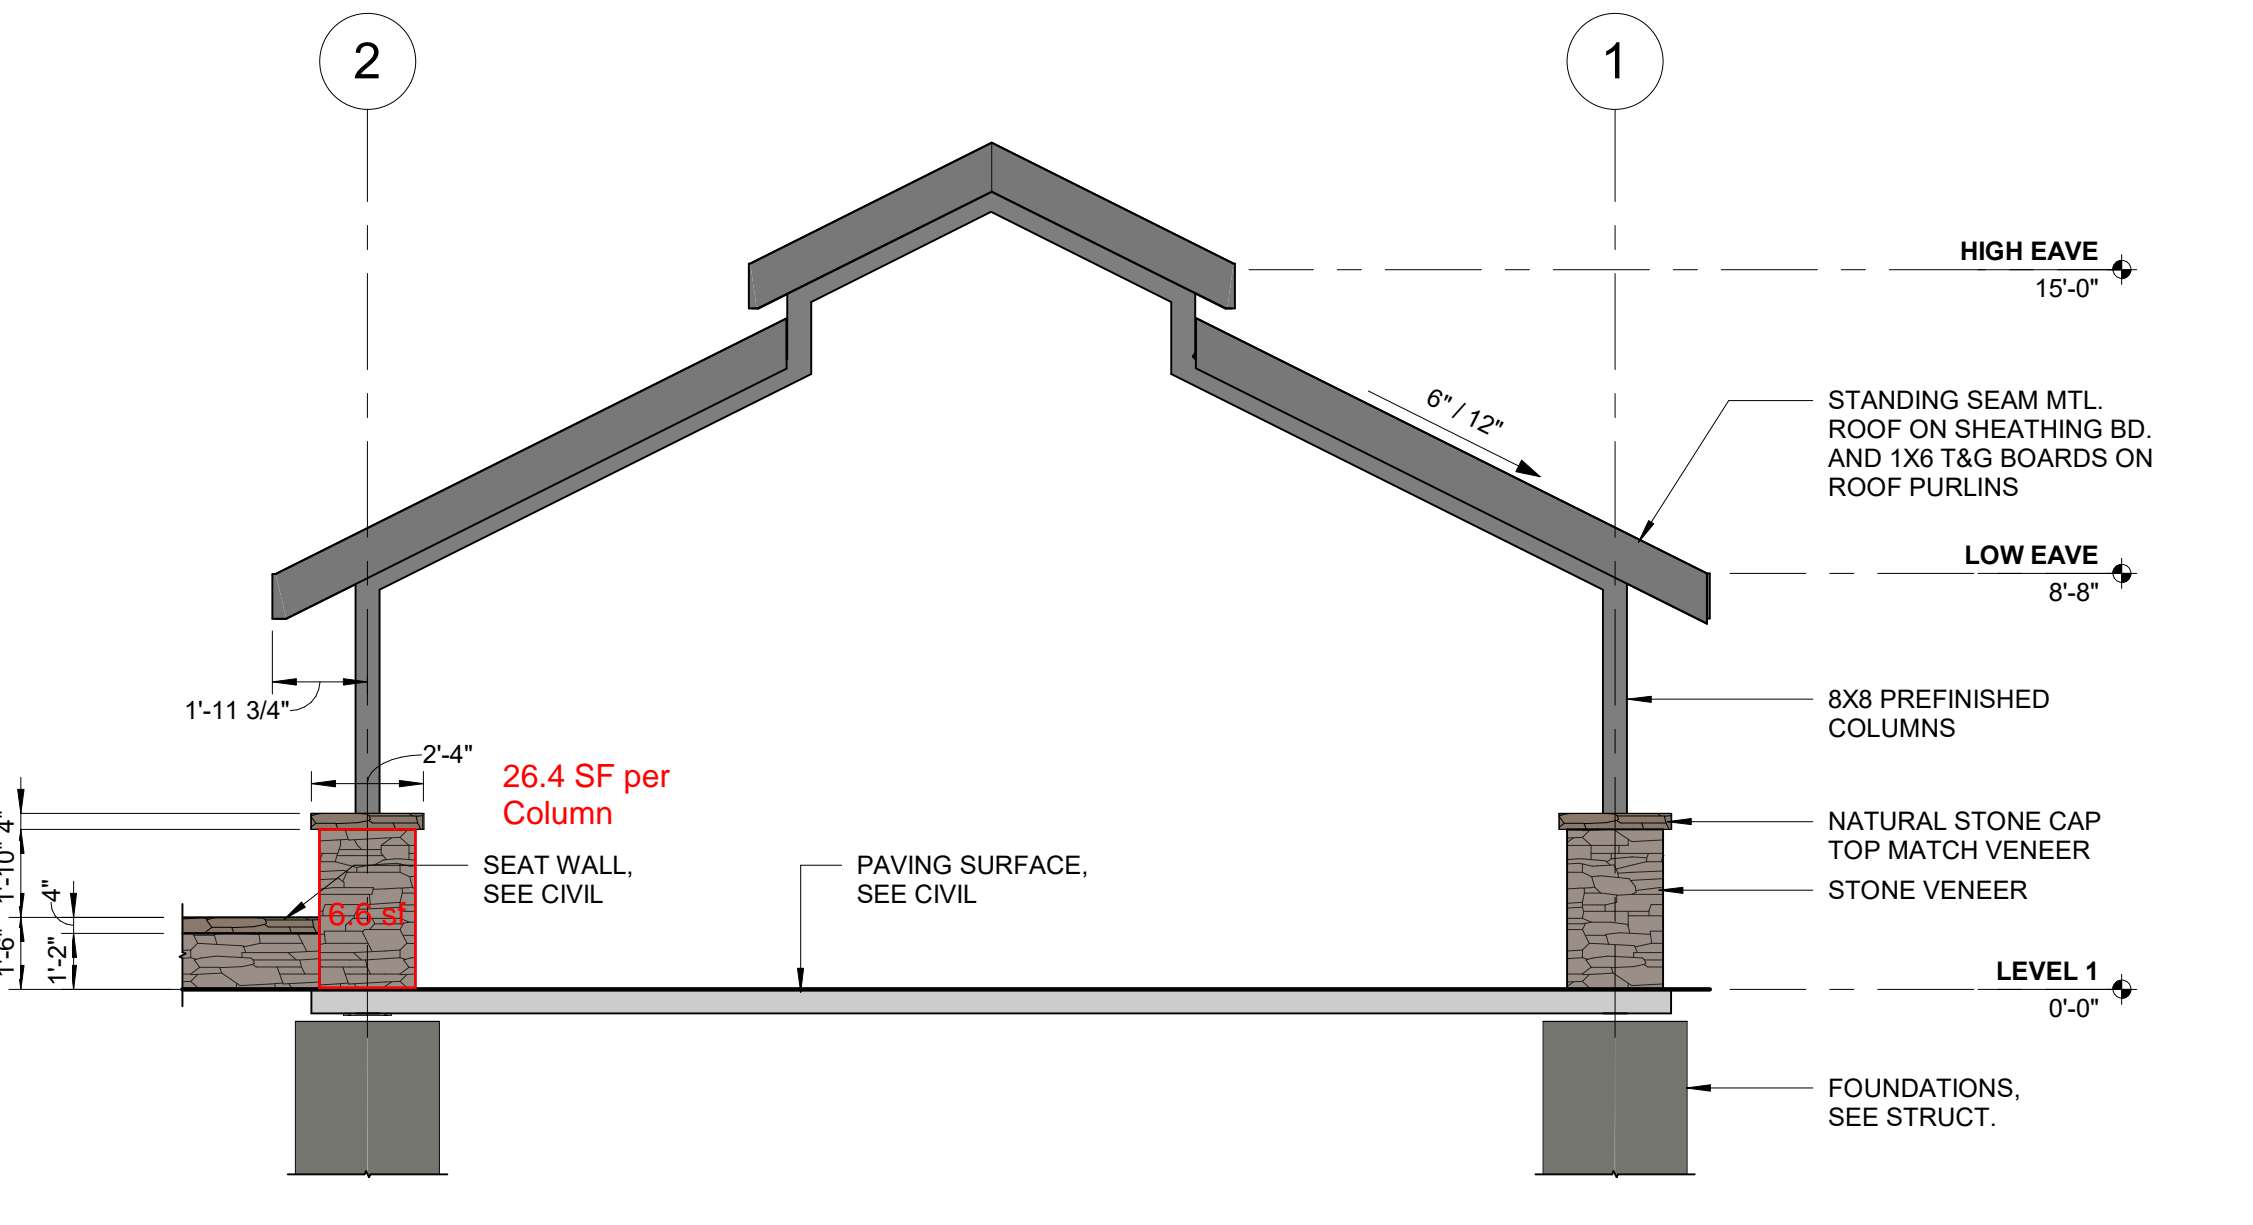 2
1
HIGH EAVE
15'-0"
6" / 12"
STANDING SEAM MTL.
ROOF ON SHEATHING BD.
AND 1X6 T&G BOARDS ON
ROOF PURLINS
LOW EAVE
8'-8"
1'-11 3/4"
8X8 PREFINISHED
COLUMNS
2'-4"
26.4 SF per
Column
4"
1'-10"
4"
1'-6"
1'-2"
SEAT WALL,
SEE CIVIL
6.6 sf
PAVING SURFACE,
SEE CIVIL
NATURAL STONE CAP
TOP MATCH VENEER
STONE VENEER
LEVEL 1
0'-0"
FOUNDATIONS,
SEE STRUCT.